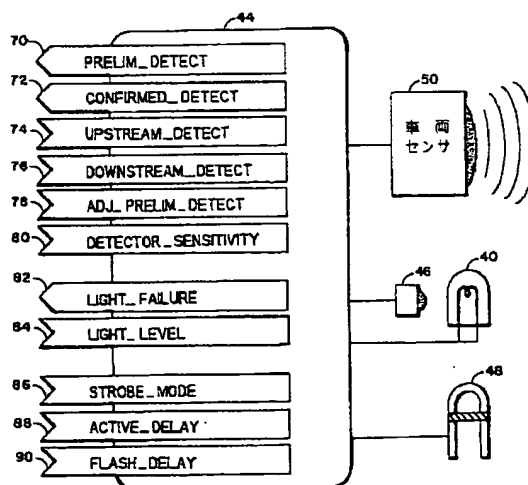 44
70
PRELIM_DETECT
72
CONFIRMED_DETECT
74
UPSTREAM_DETECT
76
DOWNSTREAM_DETECT
78
ADJ_PRELIM_DETECT
80
DETECTOR_SENSITIVITY
82
LIGHT_FAILURE
84
LIGHT_LEVEL
86
STROBE_MODE
88
ACTIVE_DELAY
90
FLASH_DELAY
50
車両
センサ
46
40
48